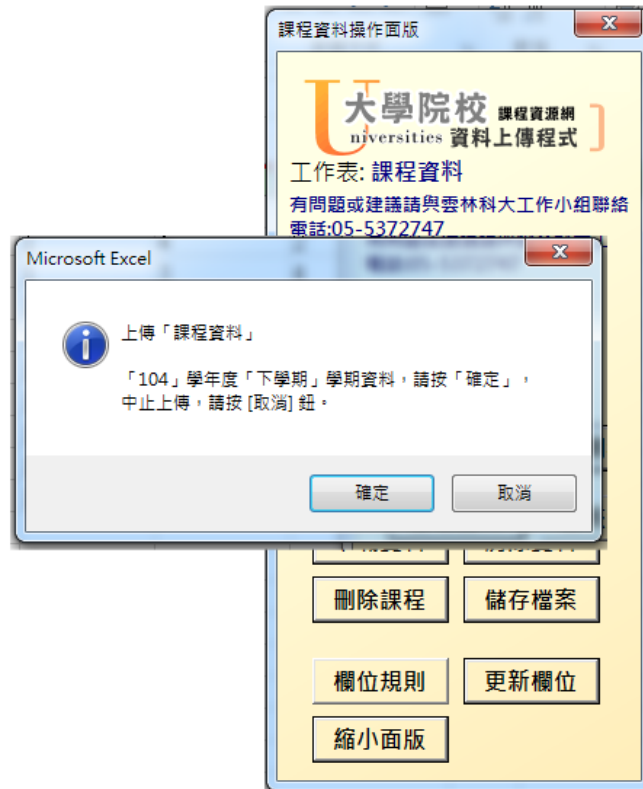 課程資料操作面版
大學院校 課程資源網
Universities 資料上傳程式
工作表: 課程資料
有問題或建議請與雲林科大工作小組聯絡
電話:05-5372747
Microsoft Excel
上傳「課程資料」
「104」學年度「下學期」學期資料，請按「確定」，
中止上傳，請按 [取消] 鈕。
確定 取消
刪除課程 儲存檔案
欄位規則 更新欄位
縮小面版